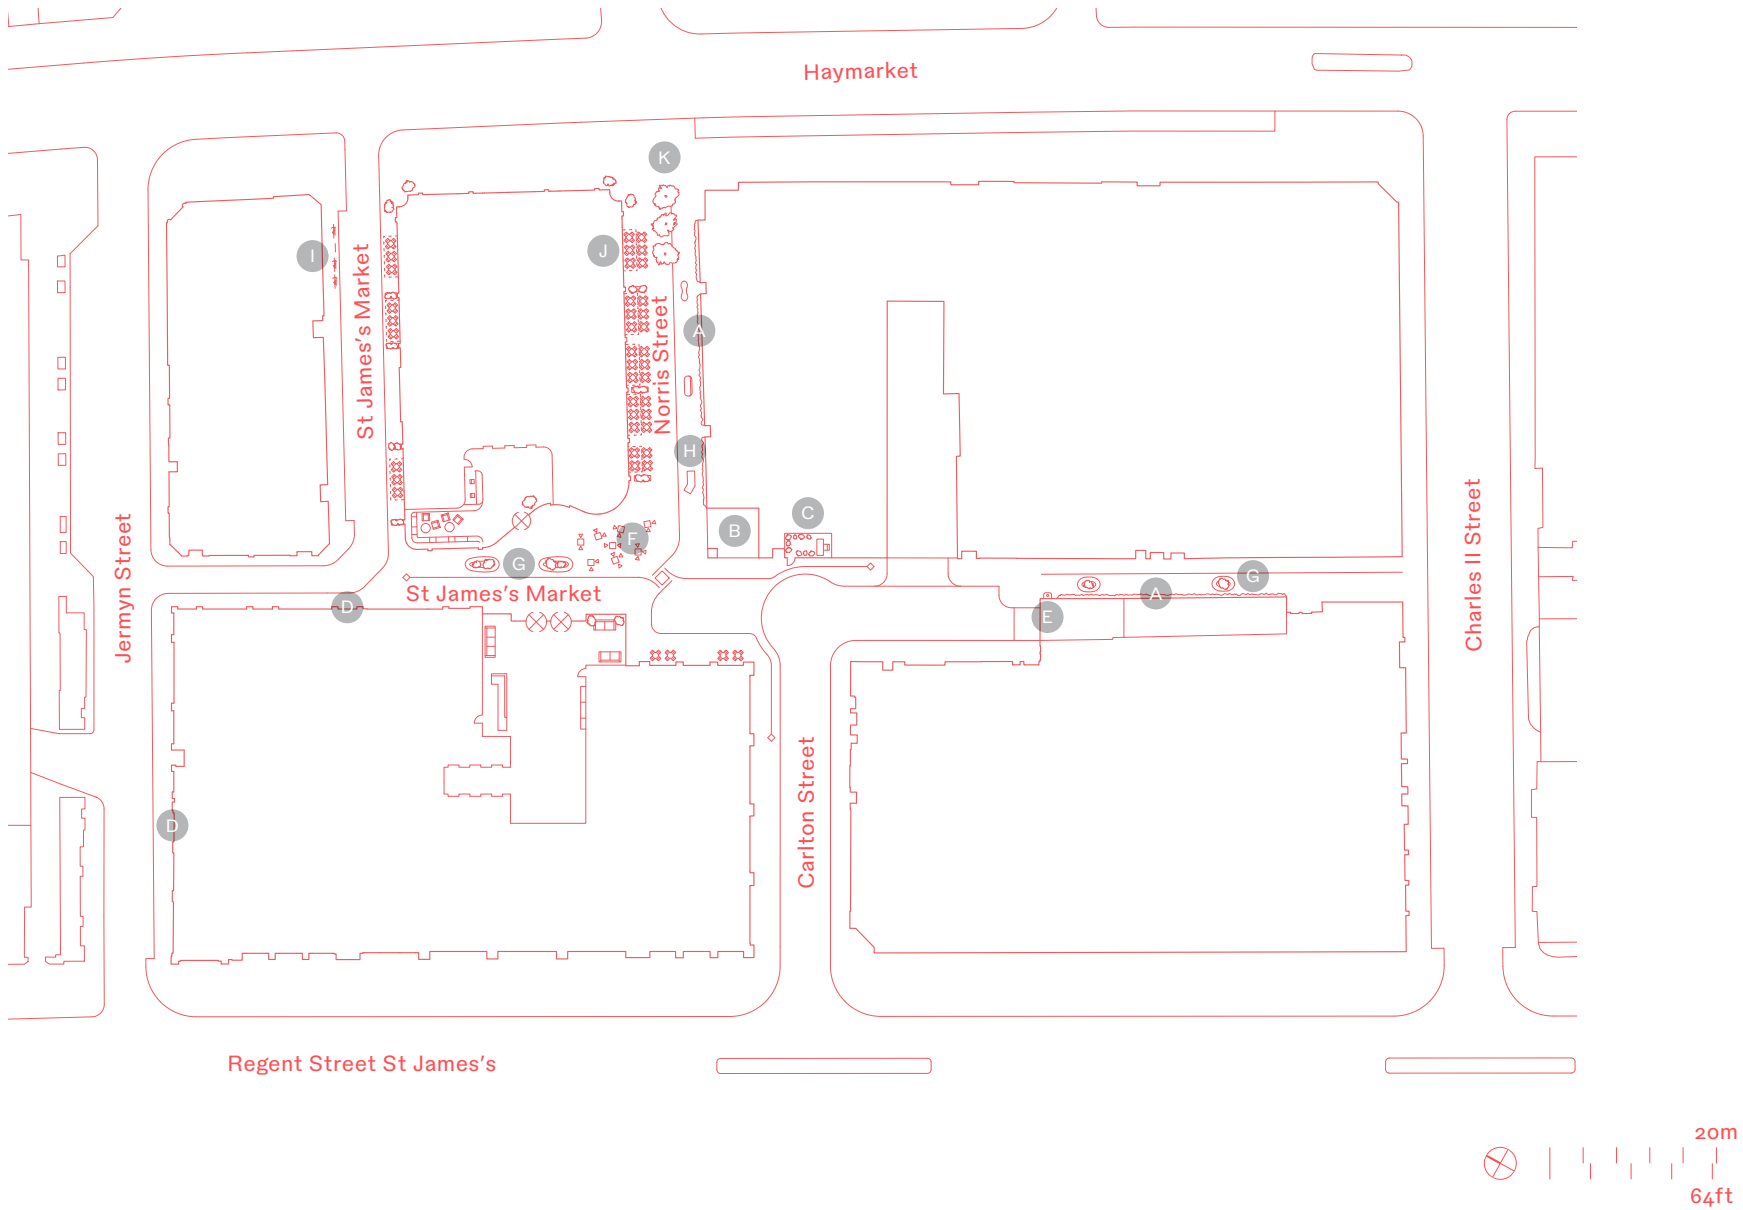 Haymarket
K
I
J
St James's Market
Norris Street
A
H
C
B
F
G
G
St James's Market
D
A
E
Jermyn Street
Charles II Street
D
Carlton Street
Regent Street St James's
20m
64ft